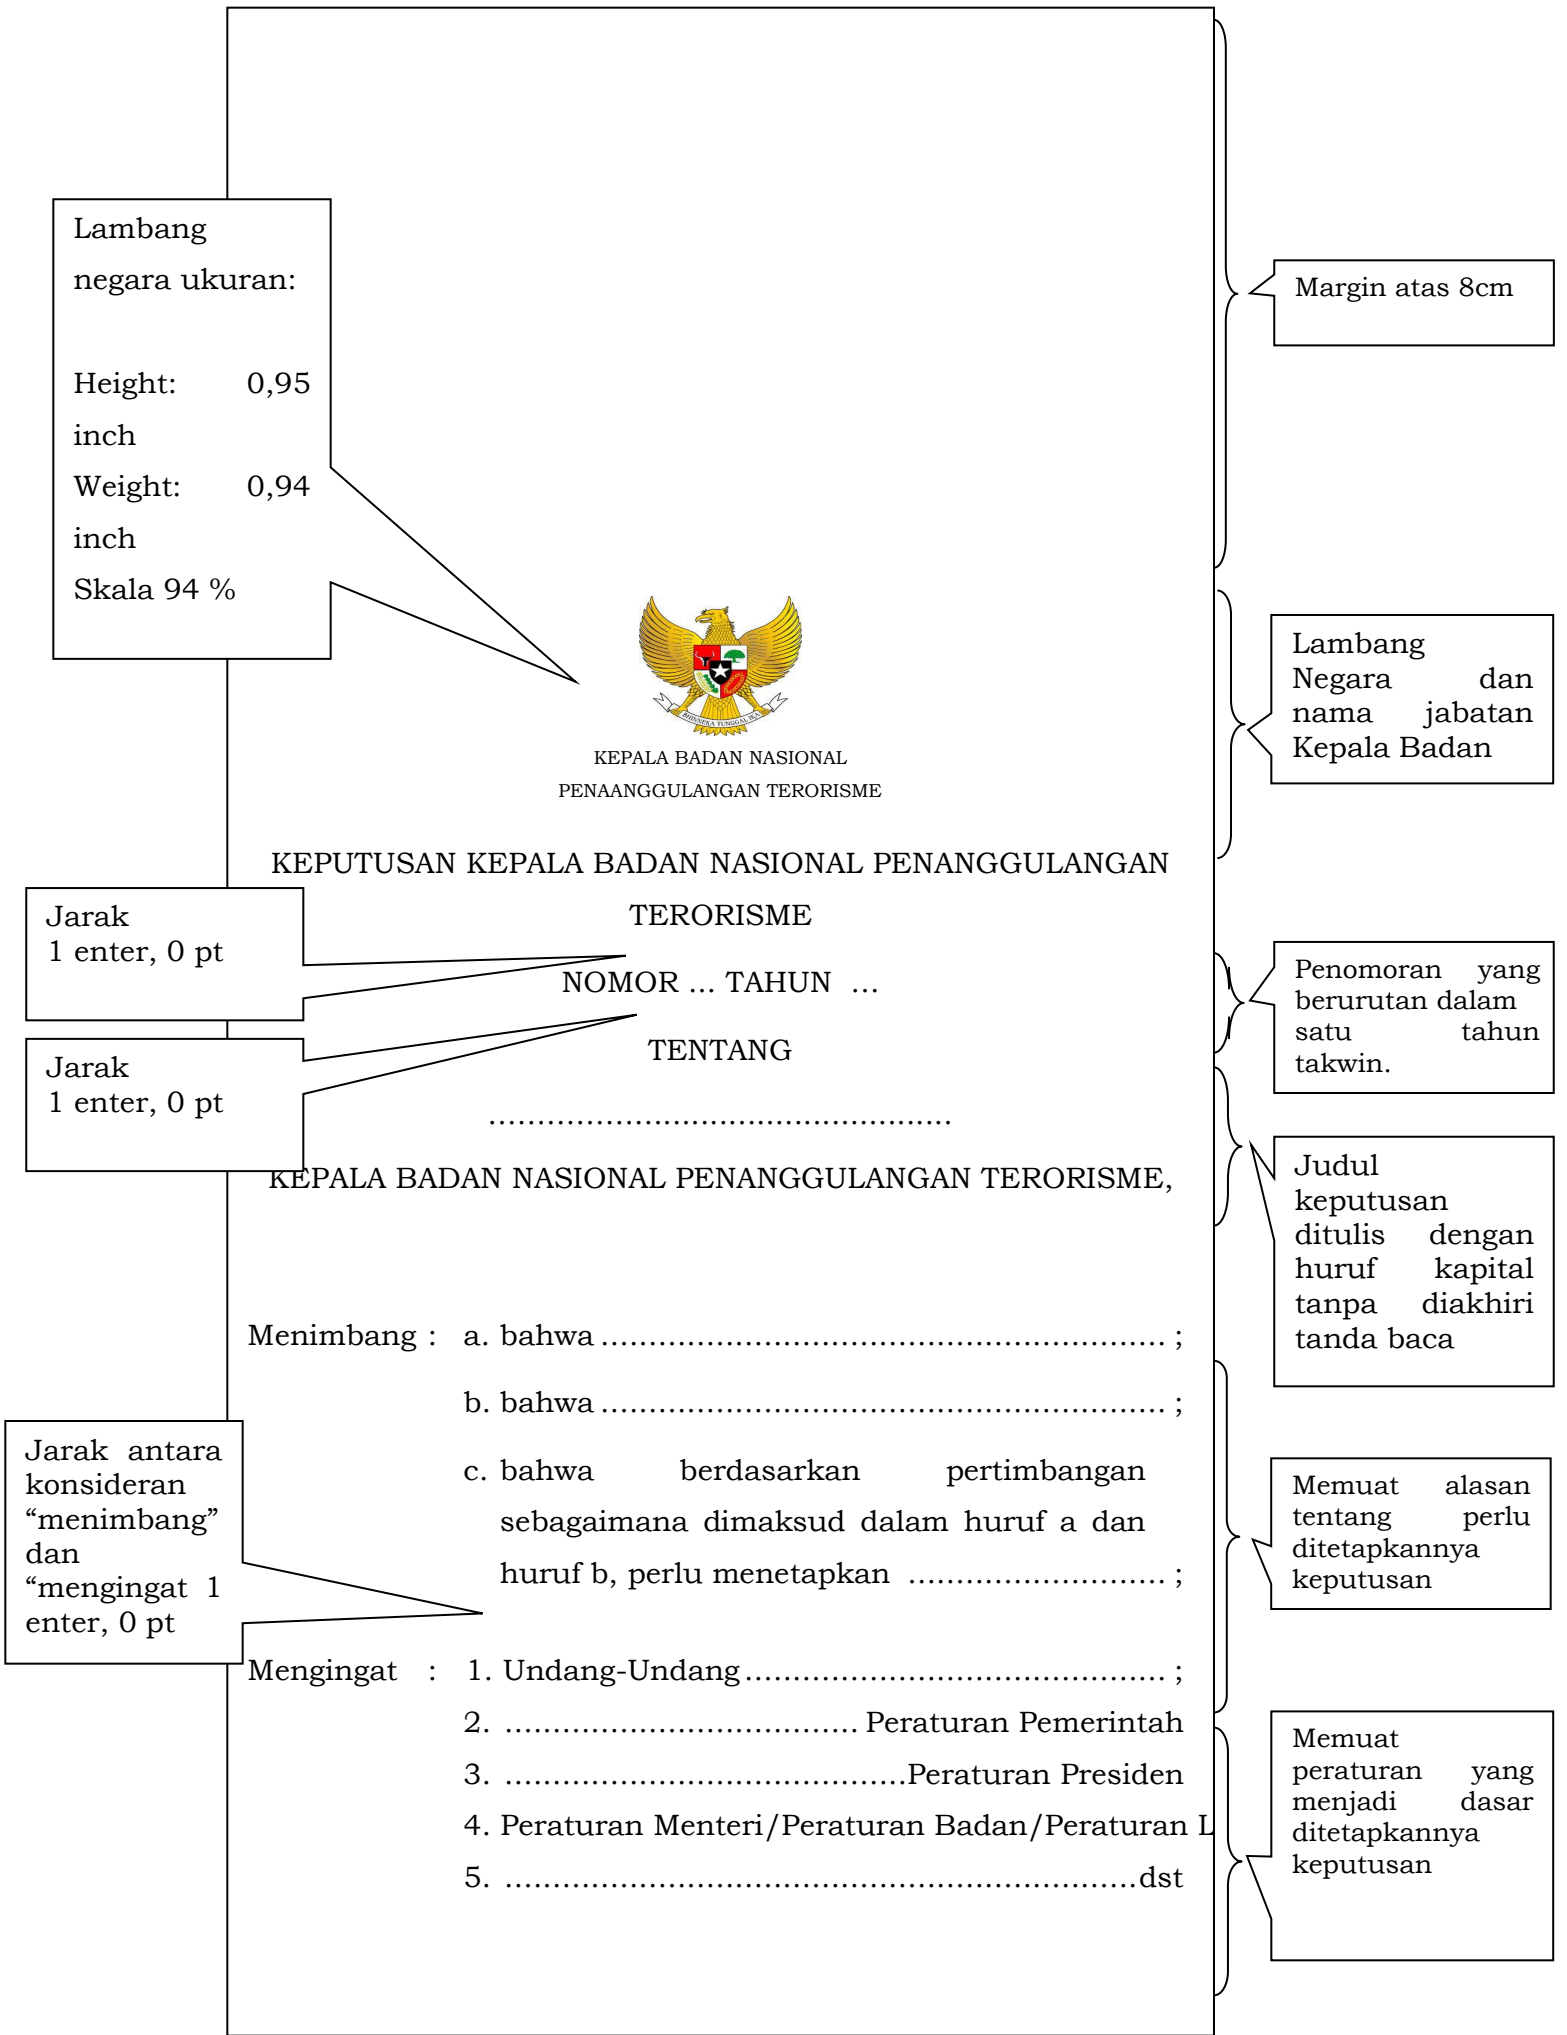 Lambang
negara ukuran:
Height: 0,95
inch
Weight: 0,94
inch
Skala 94 %
Margin atas 8cm
BHINNEKA TUNGGAL IKA
KEPALA BADAN NASIONAL
PENAANGGULANGAN TERORISME
Lambang
Negara dan
nama jabatan
Kepala Badan
KEPUTUSAN KEPALA BADAN NASIONAL PENANGGULANGAN
TERORISME
Jarak
1 enter, 0 pt
NOMOR ... TAHUN ...
Penomoran yang
berurutan dalam
satu tahun
takwin.
Jarak
1 enter, 0 pt
TENTANG
................................................
KEPALA BADAN NASIONAL PENANGGULANGAN TERORISME,
Judul
keputusan
ditulis dengan
huruf kapital
tanpa diakhiri
tanda baca
Menimbang : a. bahwa ........................................................... ;
b. bahwa ........................................................... ;
c. bahwa berdasarkan pertimbangan
sebagaimana dimaksud dalam huruf a dan
huruf b, perlu menetapkan ........................... ;
Jarak antara
konsideran
“menimbang”
dan
“mengingat 1
enter, 0 pt
Memuat alasan
tentang perlu
ditetapkannya
keputusan
Mengingat : 1. Undang-Undang ............................................ ;
2. ..................................... Peraturan Pemerintah
3. ..........................................Peraturan Presiden
4. Peraturan Menteri/Peraturan Badan/Peraturan L
5. ..................................................................dst
Memuat
peraturan yang
menjadi dasar
ditetapkannya
keputusan